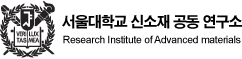 서울대학교 신소재 공동 연구소
Research Institute of Advanced materials
VERI
LUX
TAS
MEA